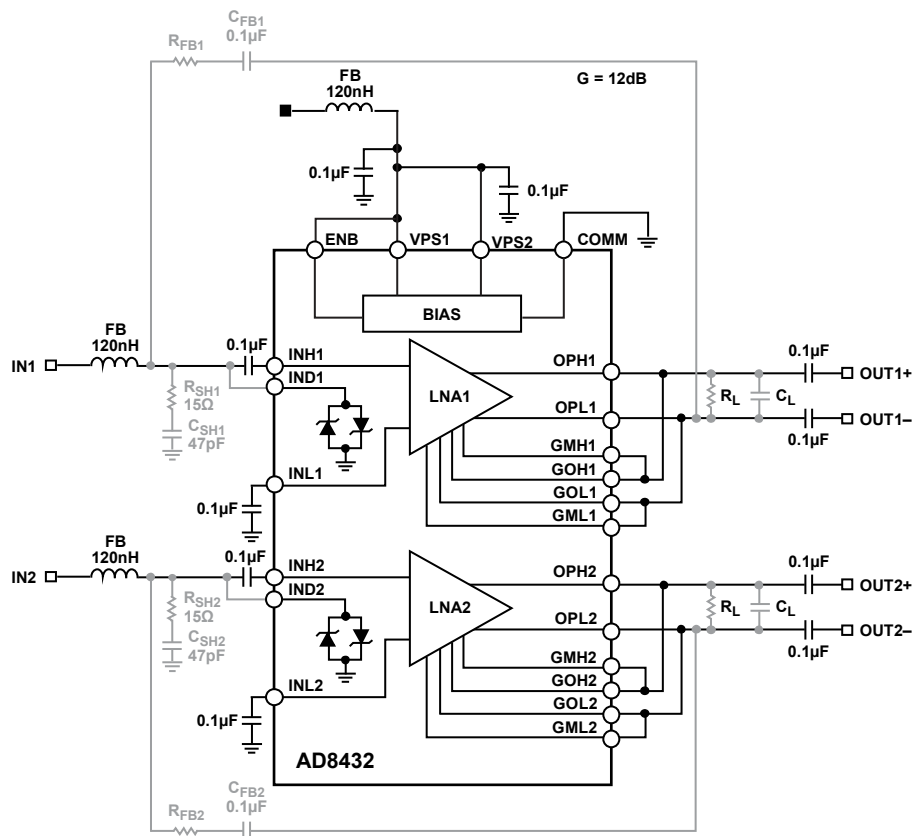 CFB1
0.1µF
RFB1
FB
120nH
G = 12dB
0.1µF
0.1µF
ENB
VPS1
VPS2
COMM
BIAS
FB
120nH
IN1
0.1µF
INH1
IND1
RSH1
15Ω
CSH1
47pF
INL1
0.1µF
LNA1
OPH1
OPL1
GMH1
GOH1
GOL1
GML1
RL
CL
0.1µF
OUT1+
OUT1–
0.1µF
FB
120nH
IN2
0.1µF
INH2
IND2
RSH2
15Ω
CSH2
47pF
INL2
0.1µF
LNA2
OPH2
OPL2
GMH2
GOH2
GOL2
GML2
RL
CL
0.1µF
OUT2+
OUT2–
0.1µF
AD8432
CFB2
0.1µF
RFB2